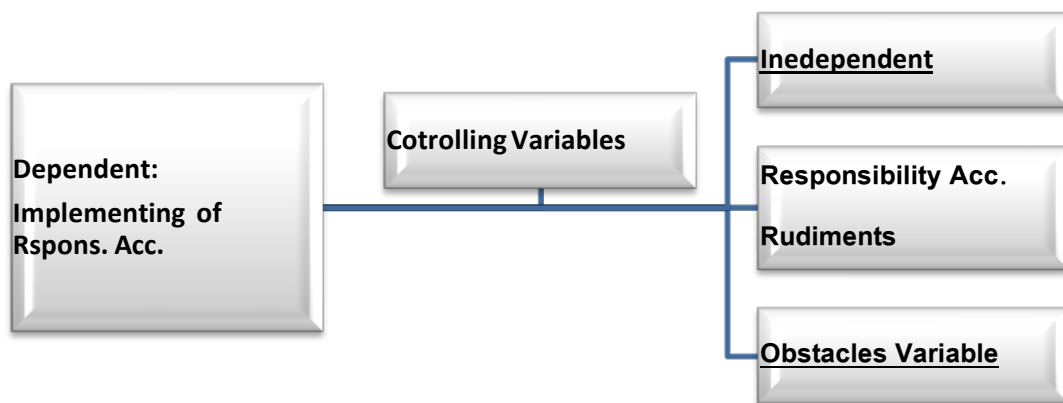 Dependent:
Implementing of
Rspons. Acc.
Cotrolling Variables
Inedependent
Responsibility Acc.
Rudiments
Obstacles Variable